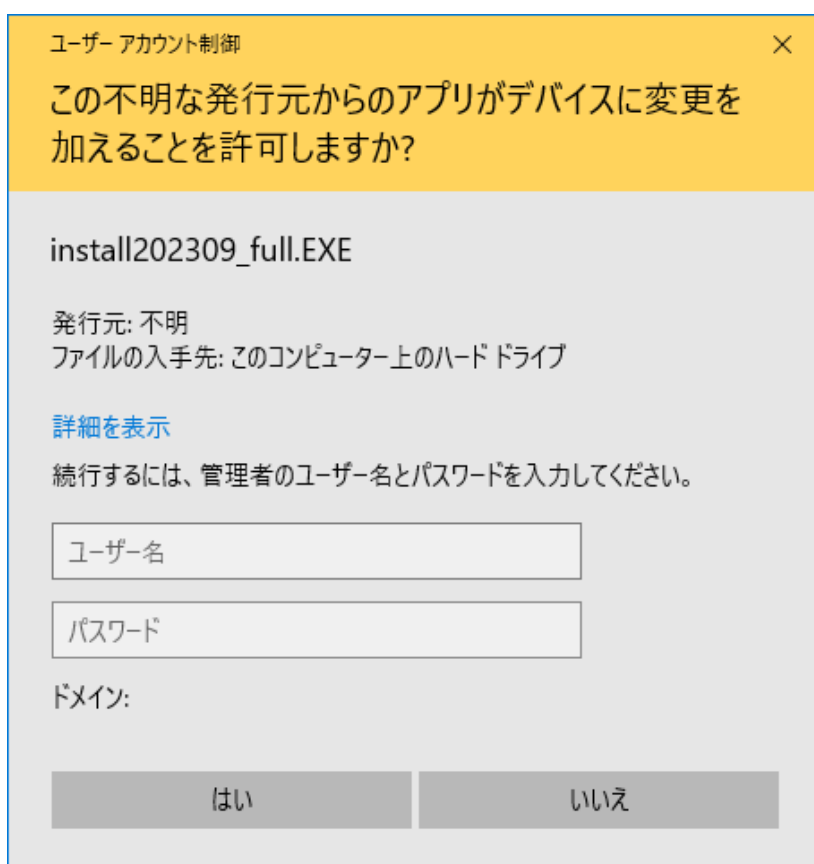 ユーザー アカウント制御
この不明な発行元からのアプリがデバイスに変更を
加えることを許可しますか?
install202309_full.EXE
発行元: 不明
ファイルの入手先: このコンピューター上のハード ドライブ
詳細を表示
続行するには、管理者のユーザー名とパスワードを入力してください。
ユーザー名
パスワード
ドメイン:
はい
いいえ